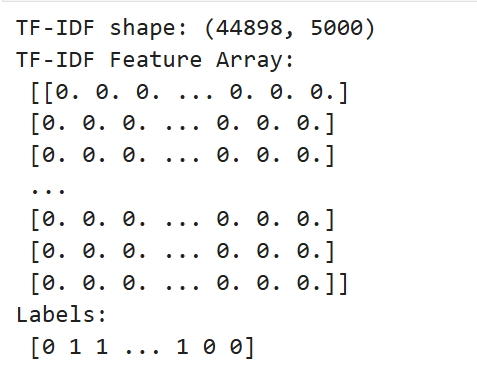 TF-IDF shape: (44898, 5000)
TF-IDF Feature Array:
[[0. 0. 0. ... 0. 0. 0.]
[0. 0. 0. ... 0. 0. 0.]
[0. 0. 0. ... 0. 0. 0.]
...
[0. 0. 0. ... 0. 0. 0.]
[0. 0. 0. ... 0. 0. 0.]
[0. 0. 0. ... 0. 0. 0.]]
Labels:
[0 1 1 ... 1 0 0]